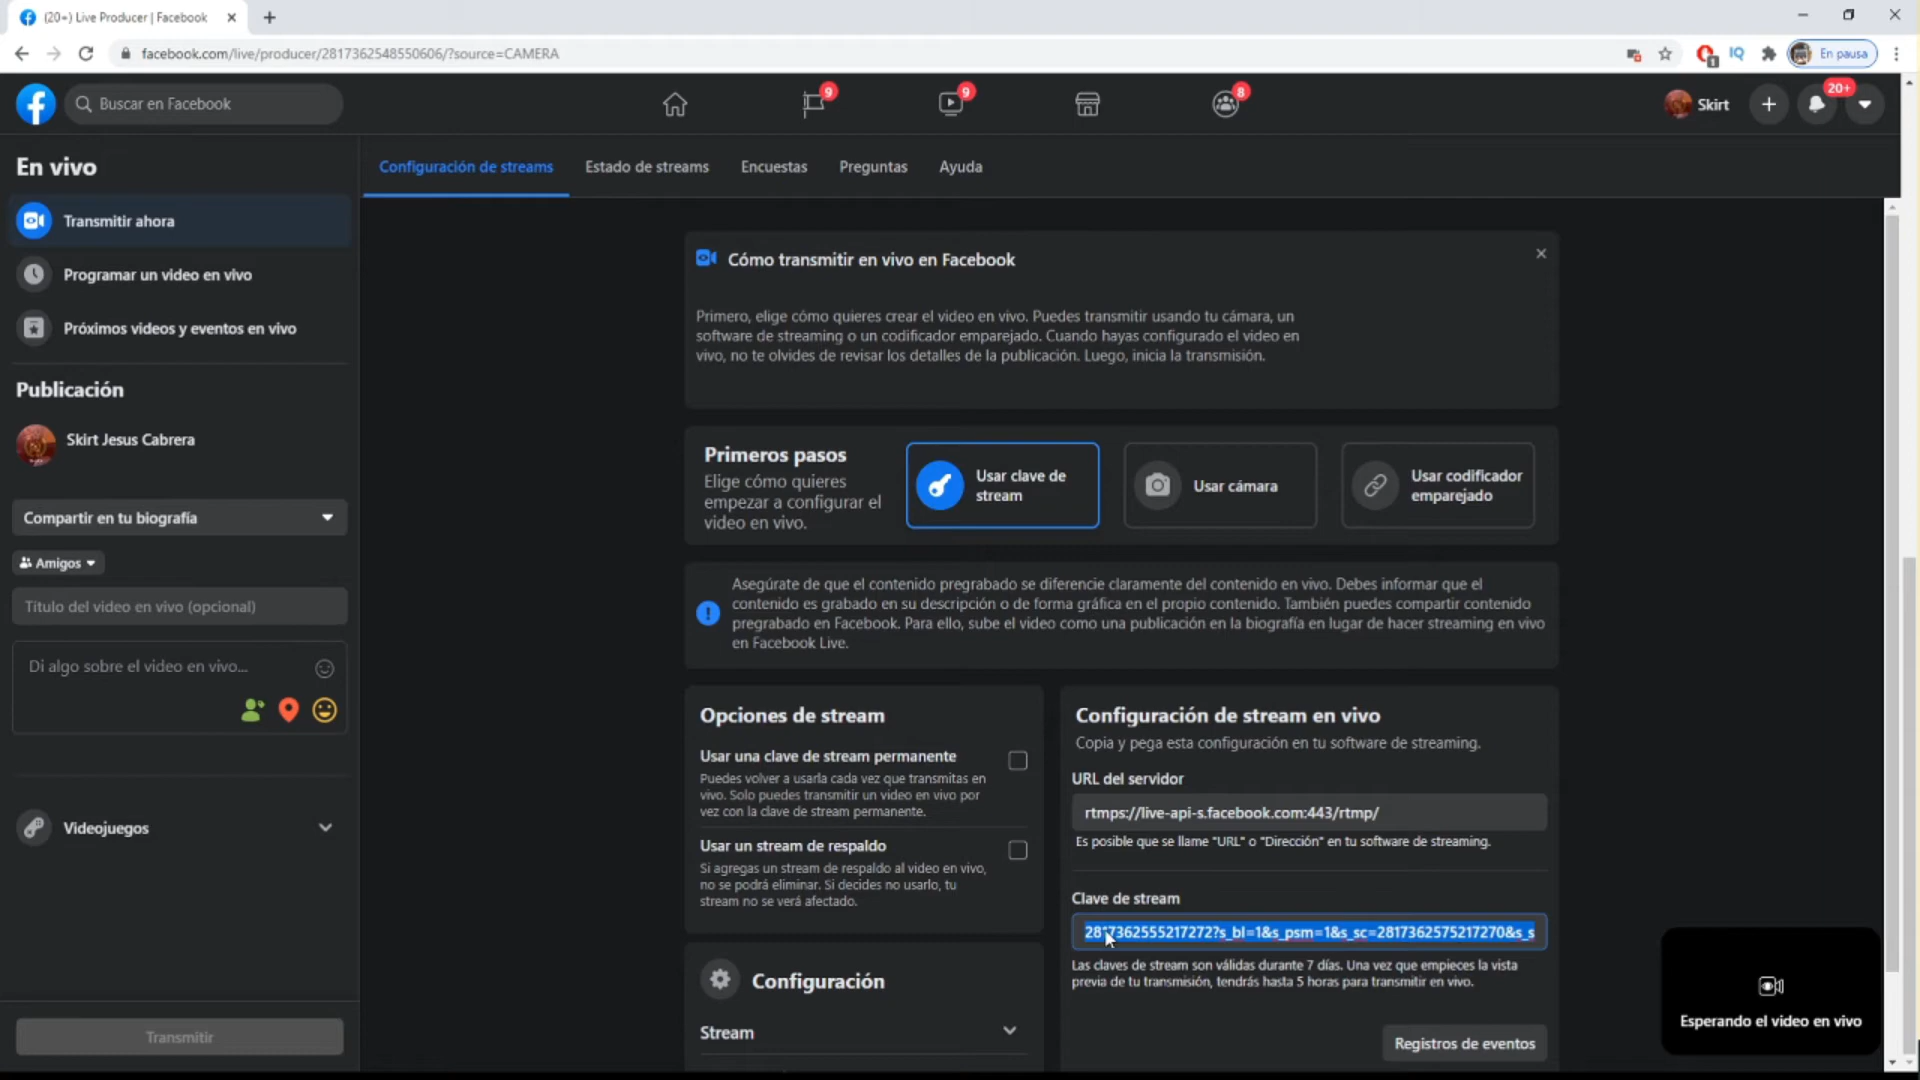 (20+) Live Producer | Facebook
facebook.com/live/producer/2817362548550606/?source=CAMERA
1
IQ
En pausa
Buscar en Facebook
9
9
8
Skirt
20+
En vivo
Transmitir ahora
Programar un video en vivo
Próximos videos y eventos en vivo
Publicación
Skirt Jesus Cabrera
Compartir en tu biografía
Amigos
Título del video en vivo (opcional)
Di algo sobre el video en vivo...
Videojuegos
Transmitir
Configuración de streams
Estado de streams
Encuestas
Preguntas
Ayuda
Cómo transmitir en vivo en Facebook
Primero, elige cómo quieres crear el video en vivo. Puedes transmitir usando tu cámara, un
software de streaming o un codificador emparejado. Cuando hayas configurado el video en
vivo, no te olvides de revisar los detalles de la publicación. Luego, inicia la transmisión.
Primeros pasos
Elige cómo quieres
empezar a configurar el
video en vivo.
Usar clave de
stream
Usar cámara
Usar codificador
emparejado
Asegúrate de que el contenido pregrabado se diferencie claramente del contenido en vivo. Debes informar que el
contenido es grabado en su descripción o de forma gráfica en el propio contenido. También puedes compartir contenido
pregrabado en Facebook. Para ello, sube el video como una publicación en la biografía en lugar de hacer streaming en vivo
en Facebook Live.
Opciones de stream
Usar una clave de stream permanente
Puedes volver a usarla cada vez que transmitas en
vivo. Solo puedes transmitir un video en vivo por
vez con la clave de stream permanente.
Usar un stream de respaldo
Si agregas un stream de respaldo al video en vivo,
no se podrá eliminar. Si decides no usarlo, tu
stream no se verá afectado.
Configuración
Stream
Configuración de stream en vivo
Copia y pega esta configuración en tu software de streaming.
URL del servidor
rtmps://live-api-s.facebook.com:443/rtmp/
Es posible que se llame "URL" o "Dirección" en tu software de streaming.
Clave de stream
2817362555217272?s_bl=1&s_psm=1&s_sc=2817362575217270&s_s
Las claves de stream son válidas durante 7 días. Una vez que empieces la vista
previa de tu transmisión, tendrás hasta 5 horas para transmitir en vivo.
Registros de eventos
Esperando el video en vivo